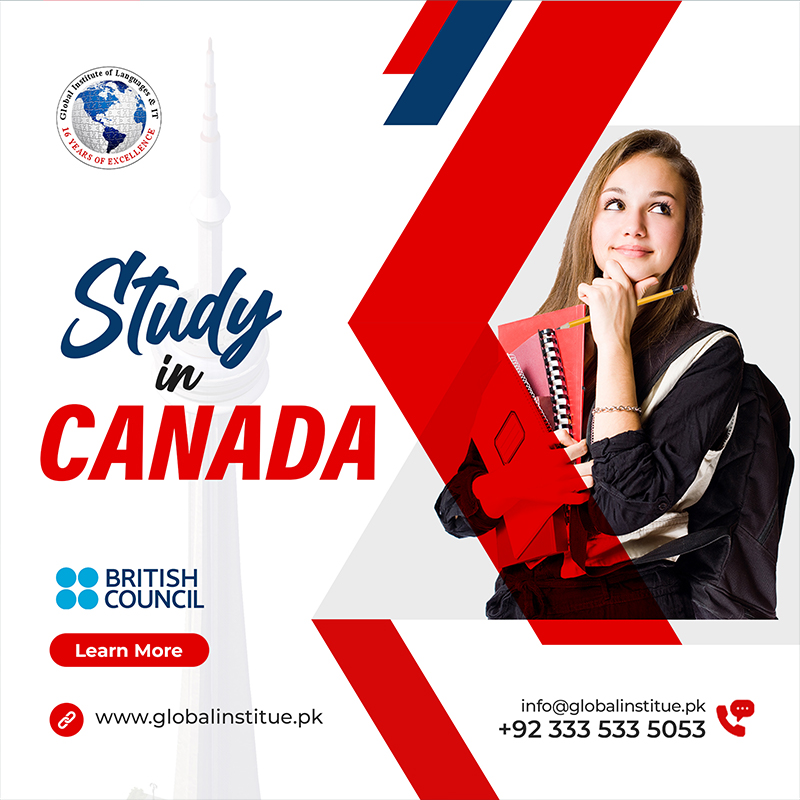 Global Institute of Languages & IT
16 YEARS OF EXCELLENCE
Study
in
CANADA
BRITISH
COUNCIL
Learn More
www.globalinstitue.pk
info@globalinstitue.pk
+92 333 533 5053